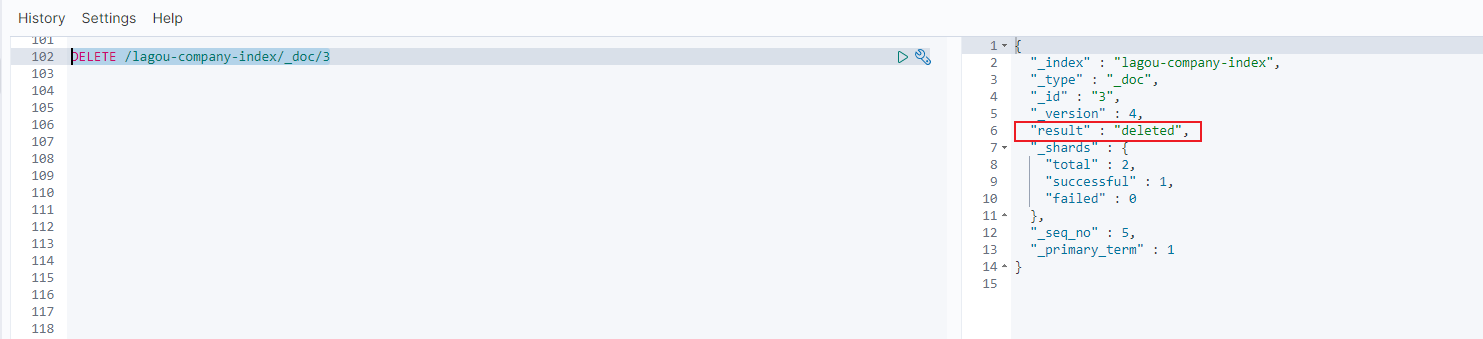 History Settings Help
101
102 DELETE /lagou-company-index/_doc/3
103
104
105
106
107
108
109
110
111
112
113
114
115
116
117
118
1 {
2 "_index" : "lagou-company-index",
3 "_type" : "_doc",
4 "_id" : "3",
5 "_version" : 4,
6 "result" : "deleted",
7 "_shards" : {
8 "total" : 2,
9 "successful" : 1,
10 "failed" : 0
11 },
12 "_seq_no" : 5,
13 "_primary_term" : 1
14 }
15